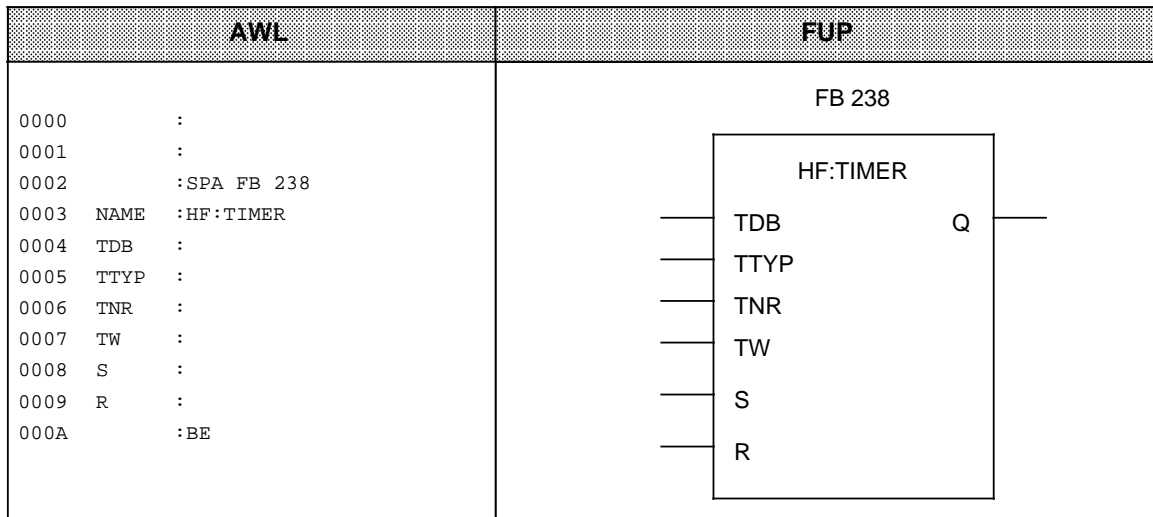 AWL
0000 :
0001 :
0002 :SPA FB 238
0003 NAME :HF:TIMER
0004 TDB :
0005 TTYP :
0006 TNR :
0007 TW :
0008 S :
0009 R :
000A :BE
FUP
FB 238
HF:TIMER
TDB Q
TTYP
TNR
TW
S
R